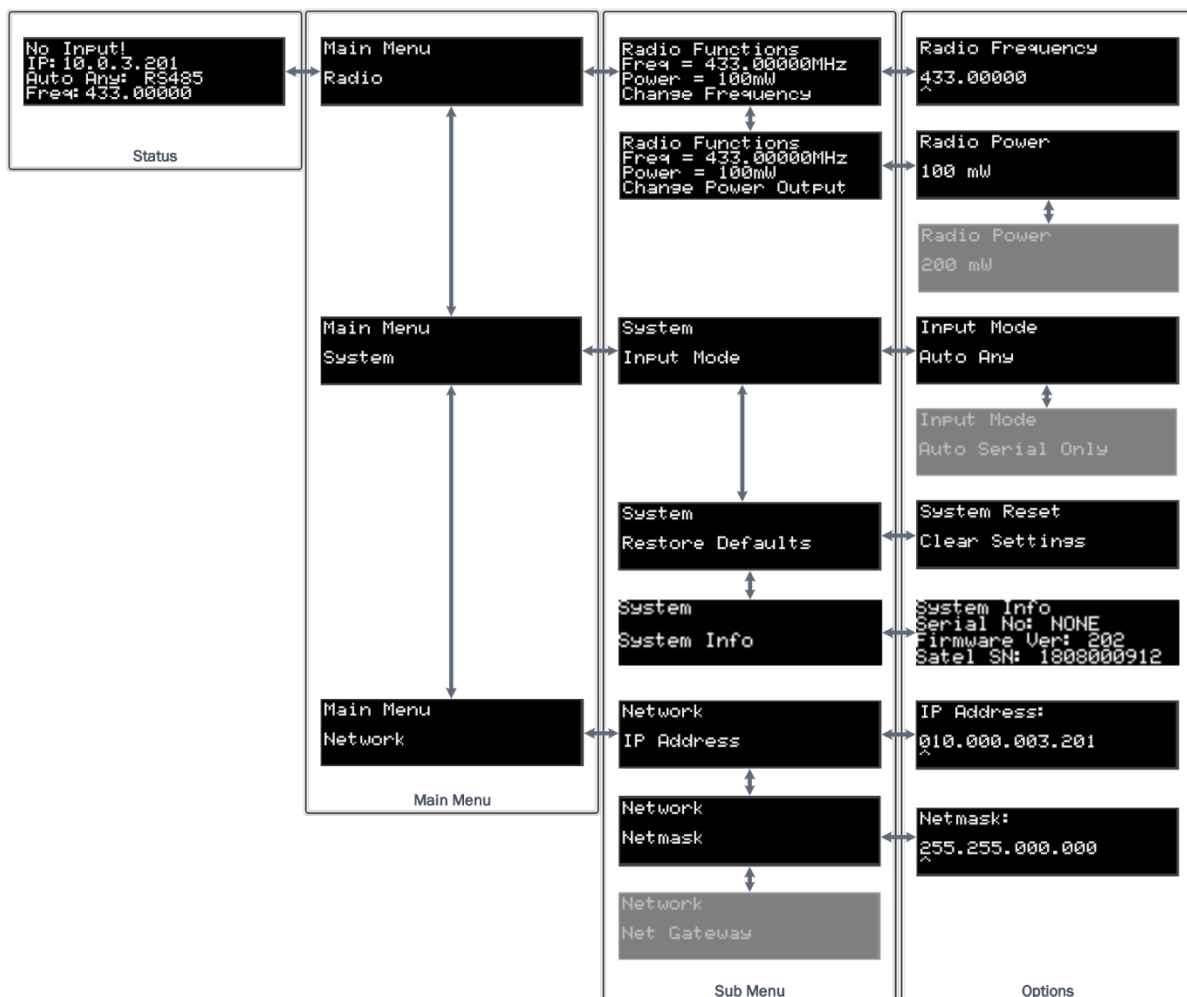 No Input!
IP: 10.0.3.201
Auto Any: RS485
Freq: 433.00000
Status
Main Menu
Radio
Main Menu
System
Main Menu
Network
Main Menu
Radio Functions
Freq = 433.00000MHz
Power = 100mW
Change Frequency
Radio Functions
Freq = 433.00000MHz
Power = 100mW
Change Power Output
System
Input Mode
System
Restore Defaults
System
System Info
Network
IP Address
Network
Netmask
Network
Net Gateway
Sub Menu
Radio Frequency
433.00000
^
Radio Power
100 mW
Radio Power
200 mW
Input Mode
Auto Any
Input Mode
Auto Serial Only
System Reset
Clear Settings
System Info
Serial No: NONE
Firmware Ver: 202
Satel SN: 1808000912
IP Address:
010.000.003.201
^
Netmask:
255.255.000.000
^
Options